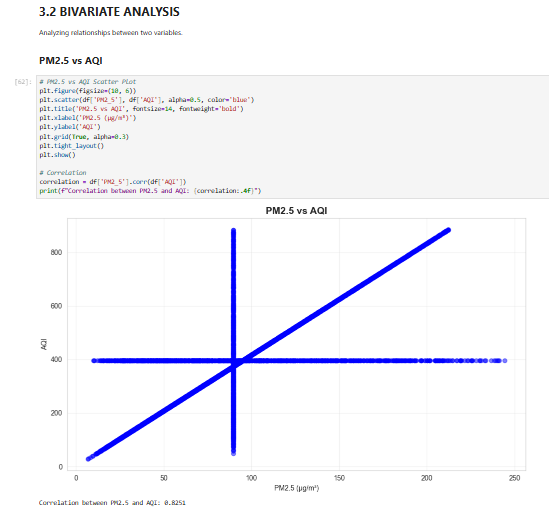 3.2 BIVARIATE ANALYSIS
Analyzing relationships between two variables.
PM2.5 vs AQI
[62]:
# PM2.5 vs AQI Scatter Plot
plt.figure(figsize=(10, 6))
plt.scatter(df['PM2_5'], df['AQI'], alpha=0.5, color='blue')
plt.title('PM2.5 vs AQI', fontsize=14, fontweight='bold')
plt.xlabel('PM2.5 (µg/m³)')
plt.ylabel('AQI')
plt.grid(True, alpha=0.3)
plt.tight_layout()
plt.show()
# Correlation
correlation = df['PM2_5'].corr(df['AQI'])
print(f"Correlation between PM2.5 and AQI: {correlation:.4f}")
PM2.5 vs AQI
800
600
AQI
400
200
0
0 50 100 150 200 250
PM2.5 (µg/m³)
Correlation between PM2.5 and AQI: 0.8251